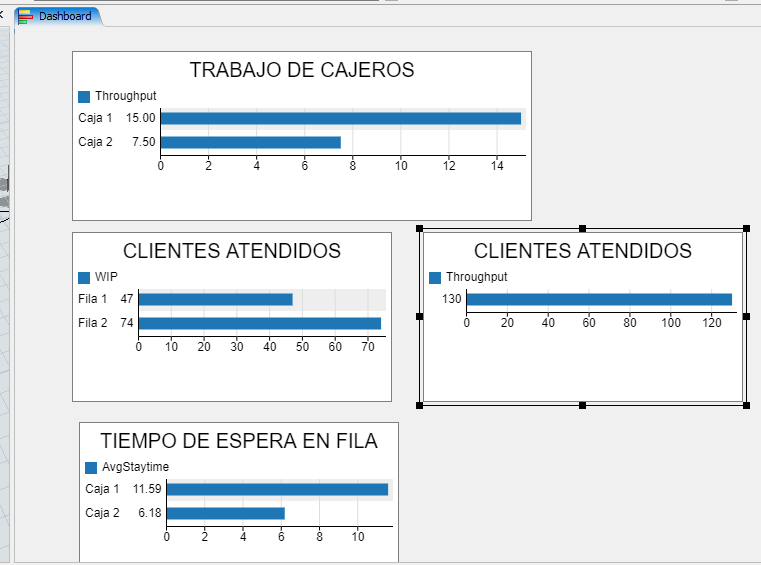 Dashboard
TRABAJO DE CAJEROS
Throughput
Caja 1 15.00
Caja 2 7.50
0 2 4 6 8 10 12 14
CLIENTES ATENDIDOS
WIP
Fila 1 47
Fila 2 74
0 10 20 30 40 50 60 70
CLIENTES ATENDIDOS
Throughput
130
0 20 40 60 80 100 120
TIEMPO DE ESPERA EN FILA
AvgStaytime
Caja 1 11.59
Caja 2 6.18
0 2 4 6 8 10